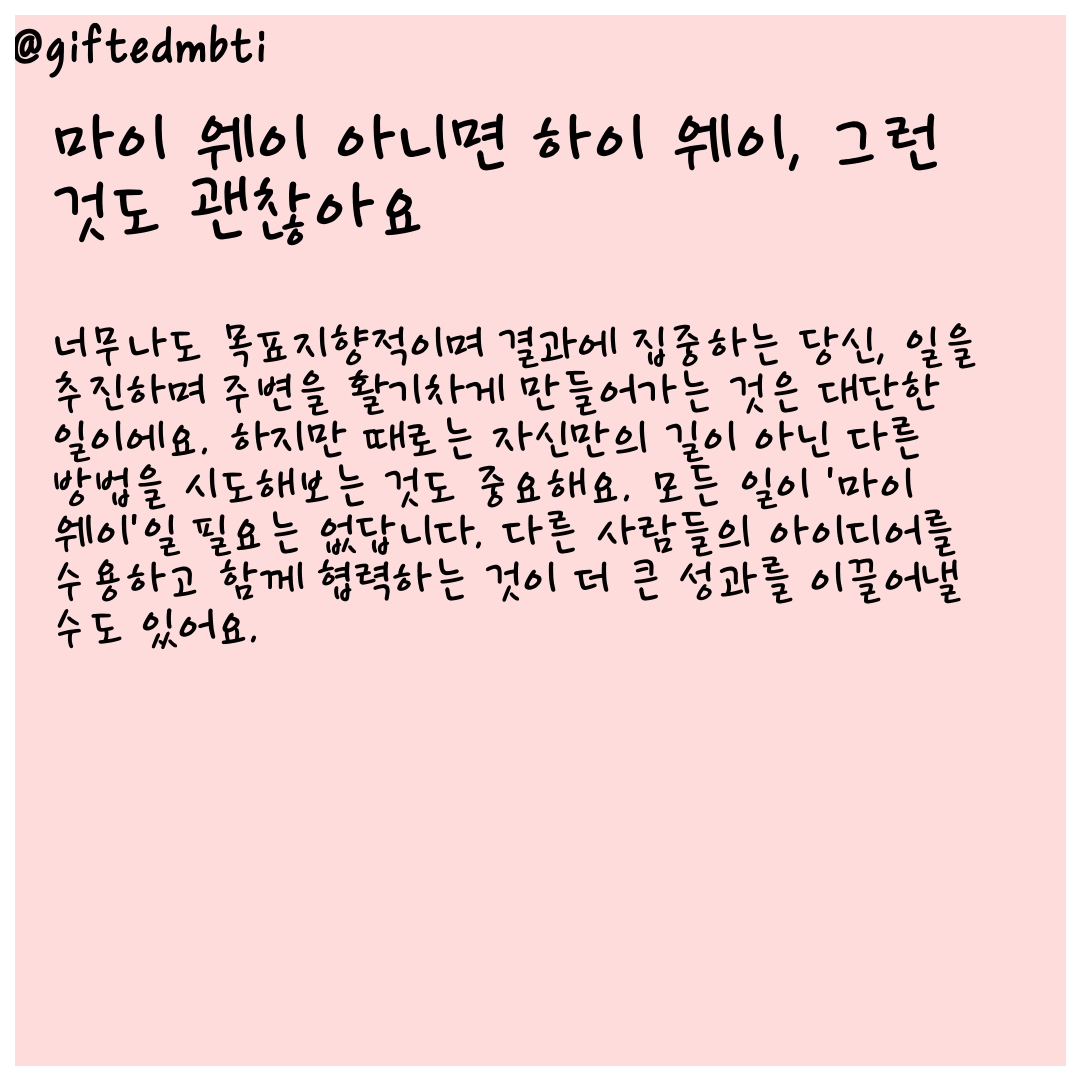 @giftedmbti
마이 웨이 아니면 하이 웨이, 그런
것도 괜찮아요
너무나도 목표지향적이며 결과에 집중하는 당신, 일을
추진하며 주변을 활기차게 만들어가는 것은 대단한
일이에요. 하지만 때로는 자신만의 길이 아닌 다른
방법을 시도해보는 것도 중요해요. 모든 일이 '마이
웨이'일 필요는 없답니다. 다른 사람들의 아이디어를
수용하고 함께 협력하는 것이 더 큰 성과를 이끌어낼
수도 있어요.